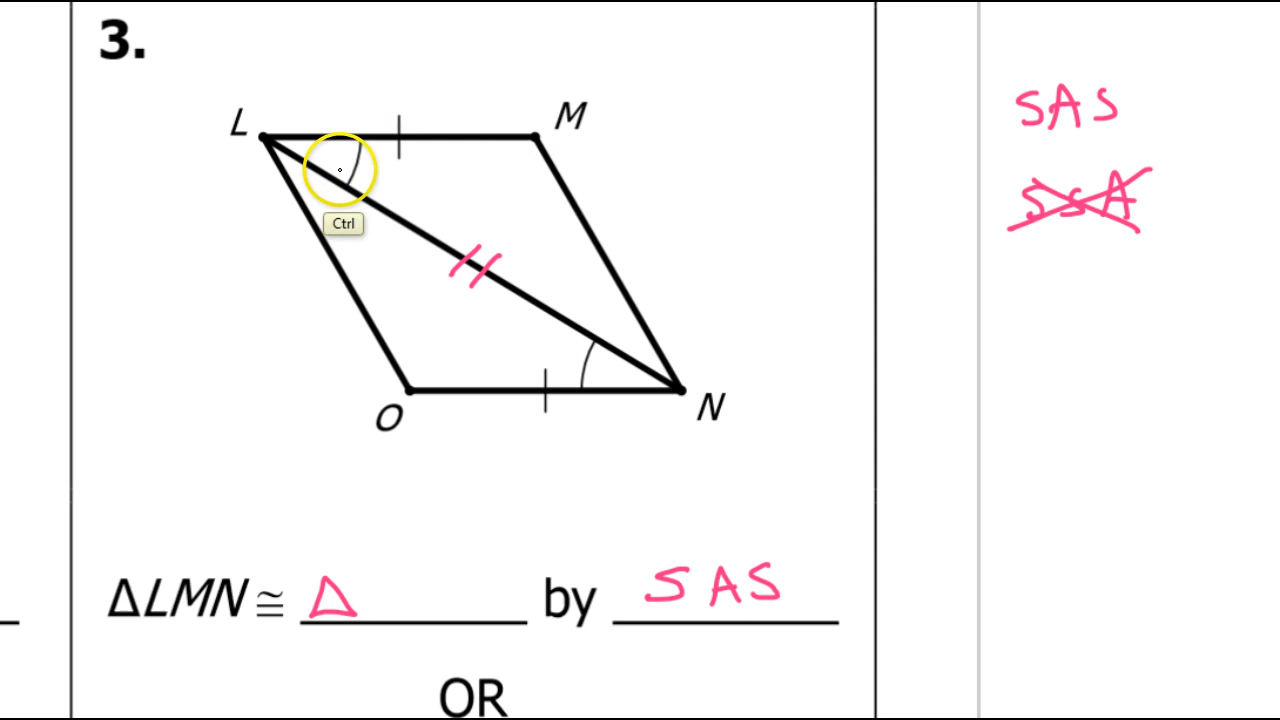 3.
L
M
SAS
SSA
Ctrl
O
N
ΔLMN ≅ Δ by SAS
OR